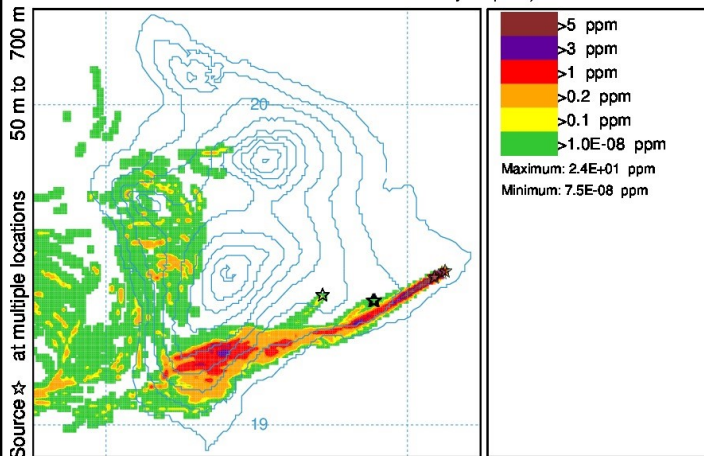 >5 ppm
>3 ppm
>1 ppm
>0.2 ppm
>0.1 ppm
>1.0E-08 ppm
Maximum: 2.4E+01 ppm
Minimum: 7.5E-08 ppm
Source ☆ at multiple locations 50 m to 700 m
20
19